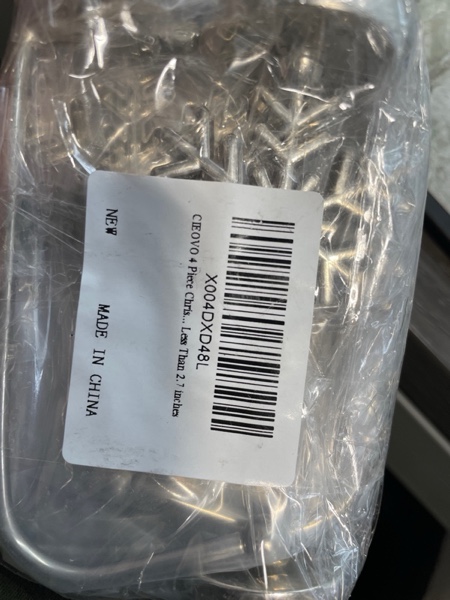 X004DXD48L
CIEOVO 4 Piece Chris... Less Than 2.7 inches
NEW MADE IN CHINA